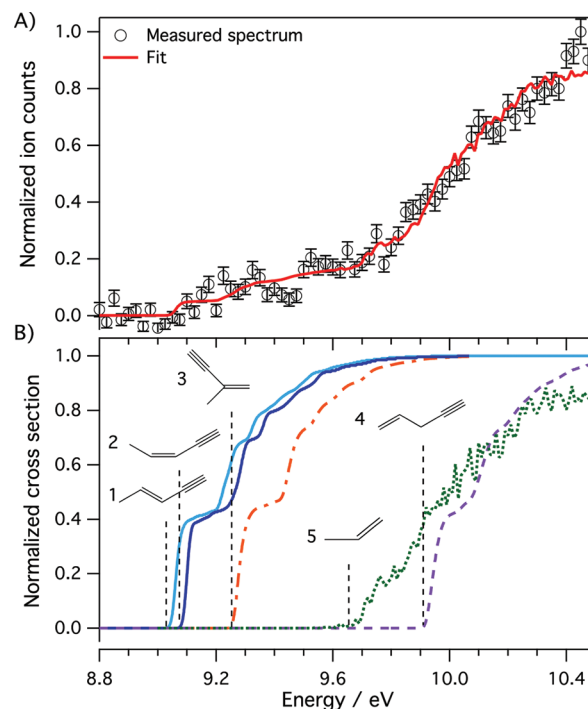 A)
1.0
Measured spectrum
Fit
0.8
0.6
0.4
0.2
0.0
Normalized ion counts
B)
1.0
0.8
0.6
0.4
0.2
0.0
Normalized cross section
3
2
1
4
5
8.8 9.2 9.6 10.0 10.4
Energy / eV